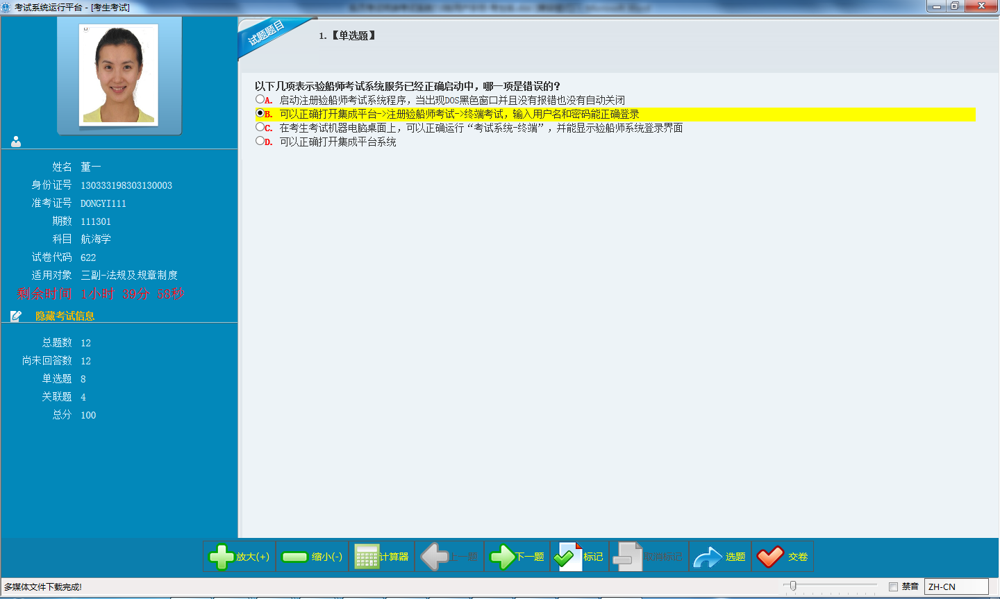 考试系统运行平台 - [考生考试]
试题题目
1.【单选题】
以下几项表示验船师考试系统服务已经正确启动中，哪一项是错误的？
A. 启动注册验船师考试系统程序，当出现DOS黑色窗口并且没有报错也没有自动关闭
B. 可以正确打开集成平台->注册验船师考试->终端考试，输入用户名和密码能正确登录
C. 在考生考试机器电脑桌面上，可以正确运行“考试系统-终端”，并能显示验船师系统登录界面
D. 可以正确打开集成平台系统
姓名 董一
身份证号 130333198303130003
准考证号 DONGYI111
期数 111301
科目 航海学
试卷代码 622
适用对象 三副-法规及规章制度
剩余时间 1小时 39分 58秒
隐藏考试信息
总题数 12
尚未回答数 12
单选题 8
关联题 4
总分 100
放大(+) 缩小(-) 计算器 上一题 下一题 标记 取消标记 选题 交卷
多媒体文件下载完成! 禁音 ZH-CN